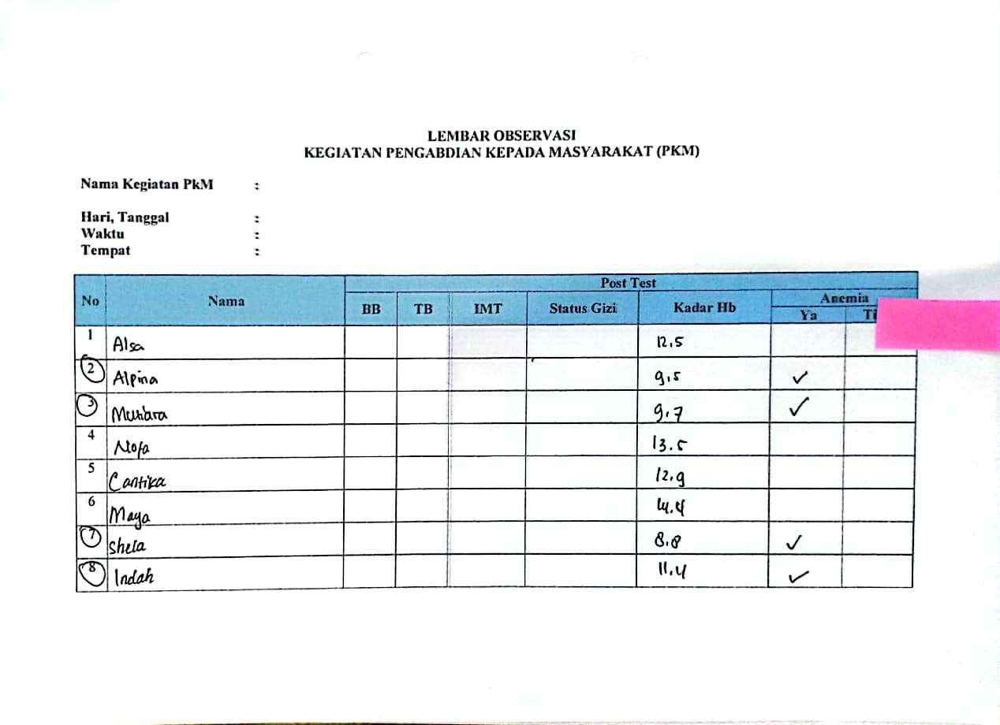 LEMBAR OBSERVASI
KEGIATAN PENGABDIAN KEPADA MASYARAKAT (PKM)
Nama Kegiatan PkM :
Hari, Tanggal :
Waktu :
Tempat :
No Nama Post Test
BB TB IMT Status Gizi Kadar Hb Anemia
Ya Ti
1 Alsa 12.5
2 Alpina 9,5 ✓
3 Mutiara 9.7 ✓
4 Nofa 13.5
5 Cantika 12,9
6 Maya 14.4
7 Shela 8.8 ✓
8 Indah 11.4 ✓